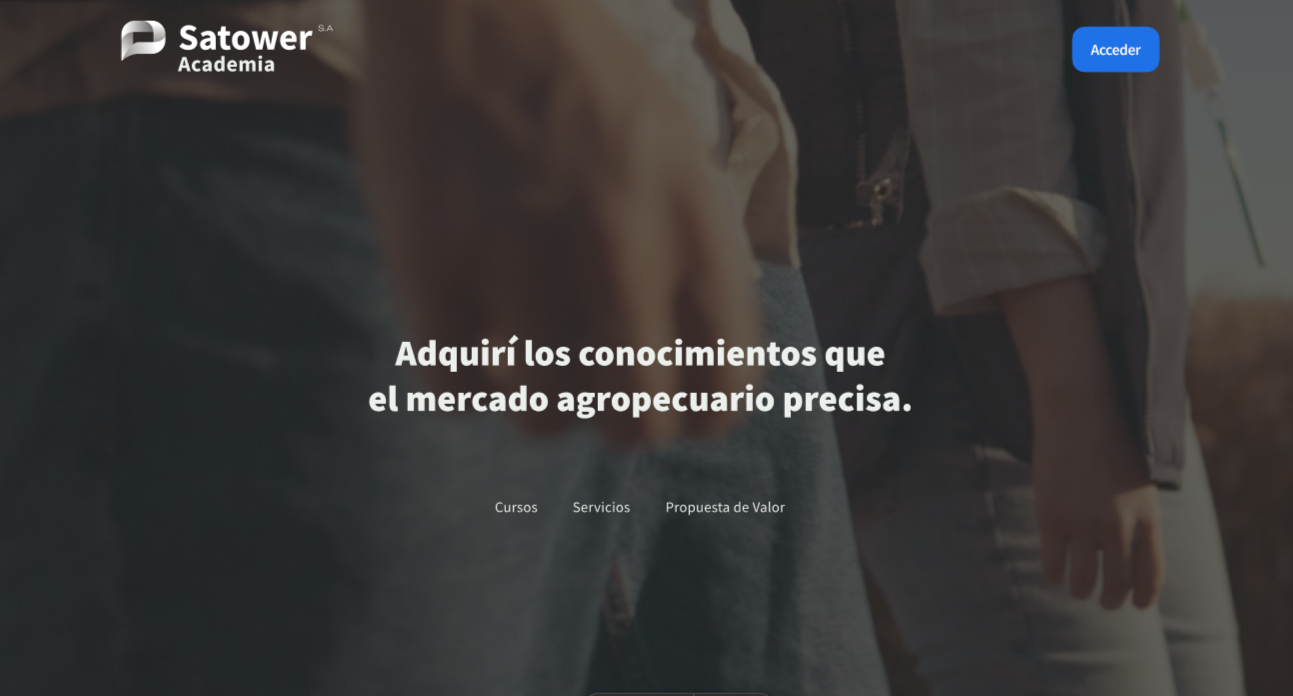 Satower S.A
Academia
Acceder
Adquirí los conocimientos que
el mercado agropecuario precisa.
Cursos Servicios Propuesta de Valor